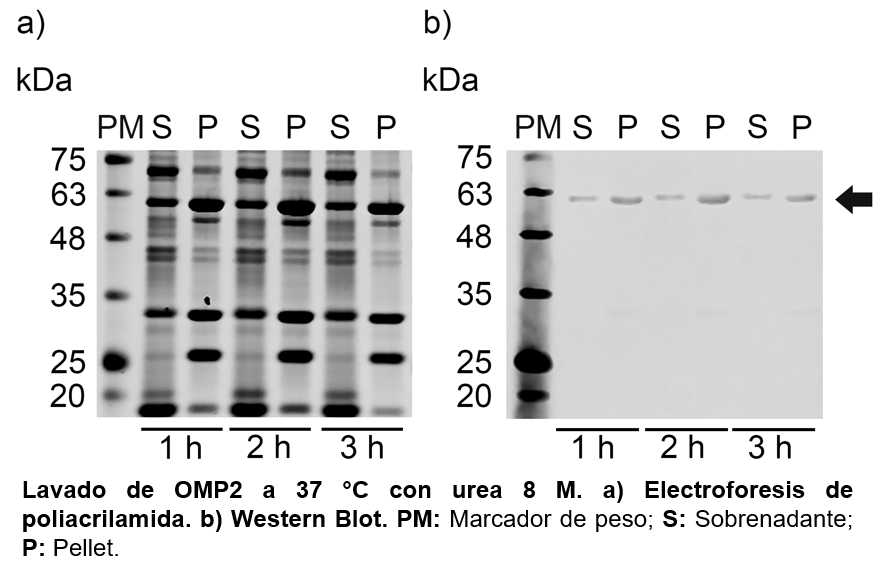 a)
b)
kDa
kDa
PM S P S P S P
PM S P S P S P
75
63
48
35
25
20
75
63
48
35
25
20
1 h 2 h 3 h
1 h 2 h 3 h
Lavado de OMP2 a 37 °C con urea 8 M. a) Electroforesis de
poliacrilamida. b) Western Blot. PM: Marcador de peso; S: Sobrenadante;
P: Pellet.